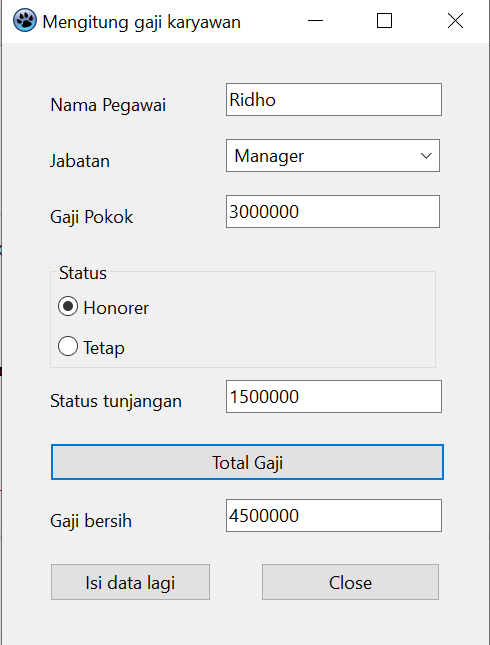 Mengitung gaji karyawan
Nama Pegawai Ridho
Jabatan Manager
Gaji Pokok 3000000
Status
Honorer
Tetap
Status tunjangan 1500000
Total Gaji
Gaji bersih 4500000
Isi data lagi Close